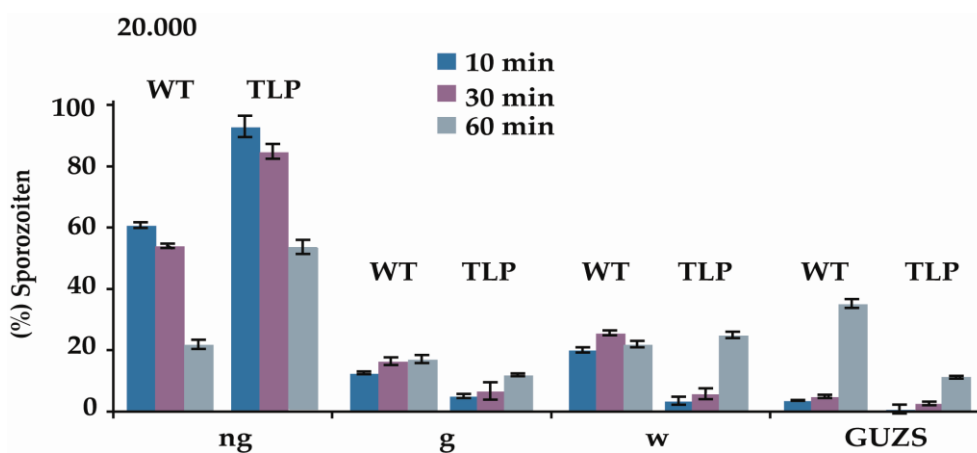 20.000
10 min
30 min
60 min
WT TLP
100
80
60
40
20
0
(%) Sporozoiten
WT TLP
WT TLP
WT TLP
ng g w GUZS